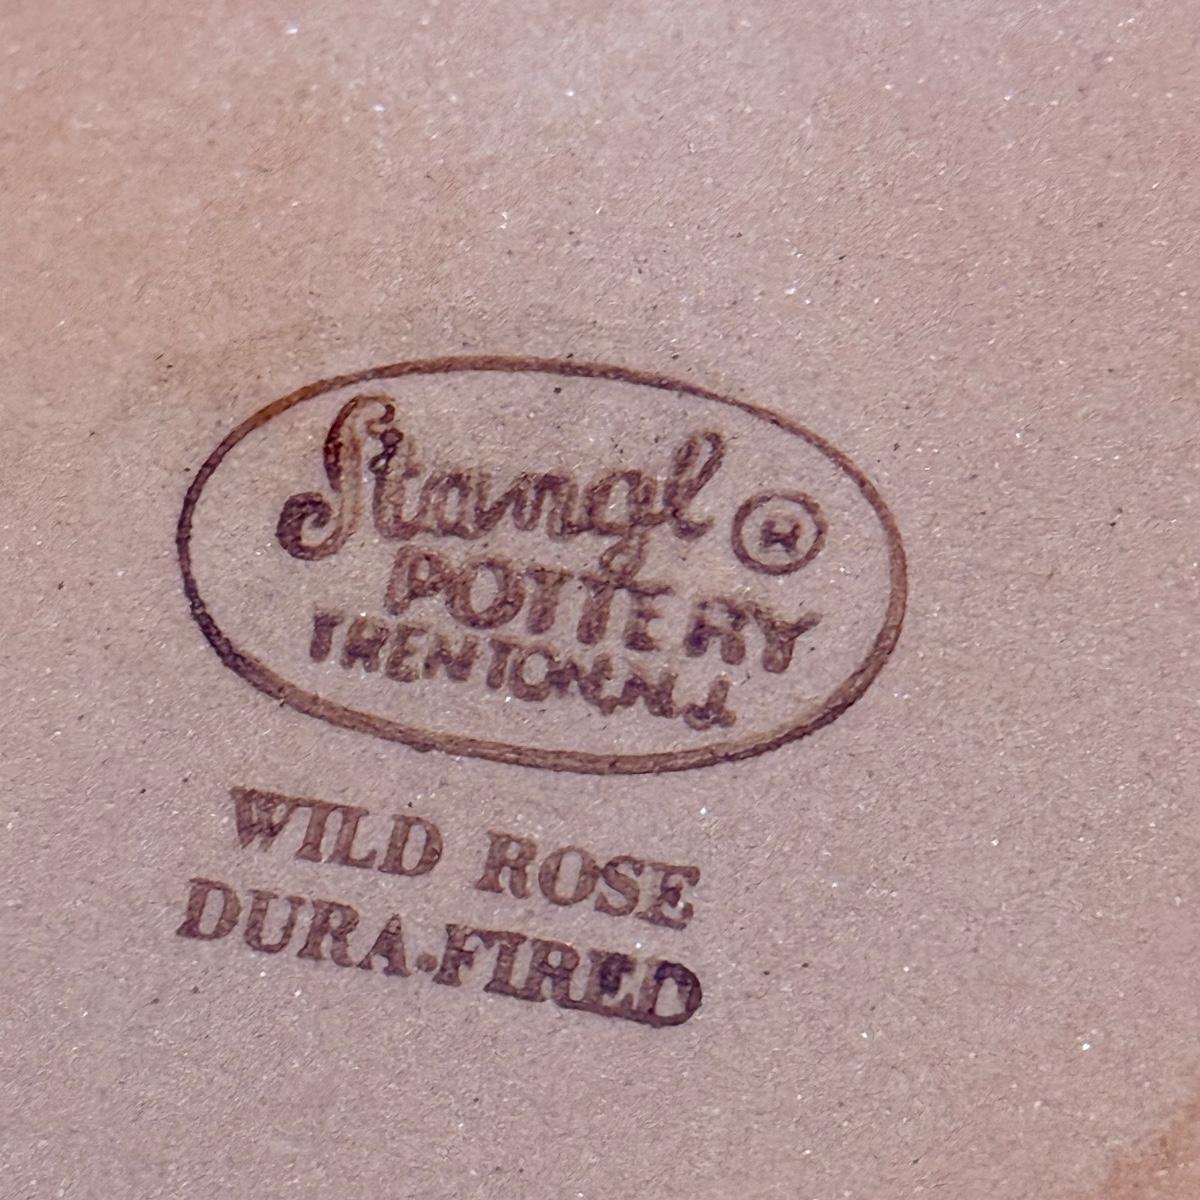 Stangl ®
POTTERY
TRENTON, N.J.
WILD ROSE
DURA-FIRED